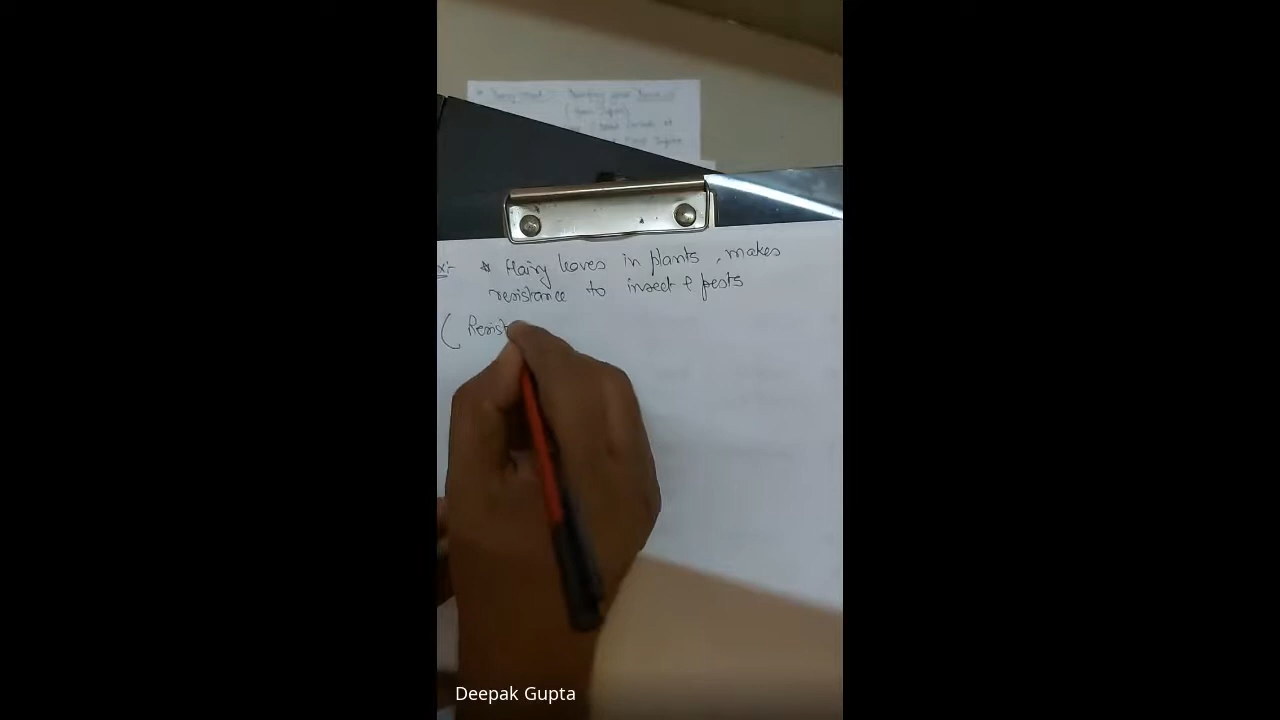 Ex:- * Hairy leaves in plants, makes
resistance to insect & pests
( Resist
Deepak Gupta